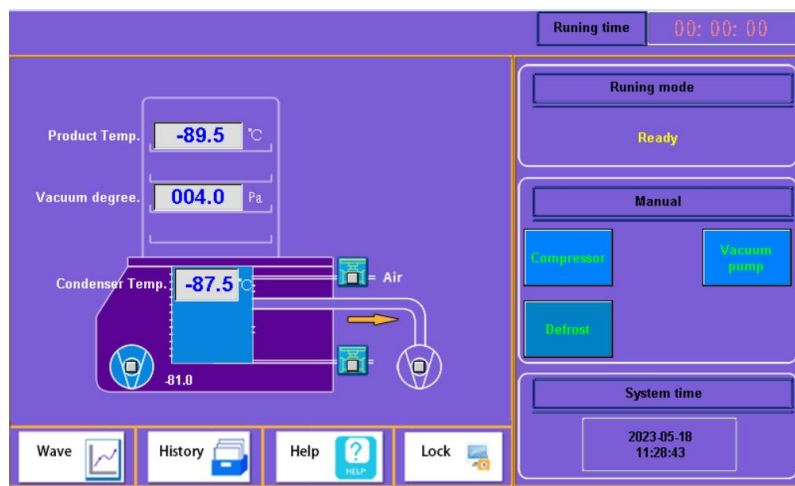 Runing time
00: 00: 00
Product Temp.
-89.5 °C
Vacuum degree.
004.0 Pa
Condenser Temp.
-87.5 °C
Air
-81.0
Runing mode
Ready
Manual
Compressor
Vacuum
pump
Defrost
System time
2023-05-18
11:28:43
Wave
History
Help
?
HELP
Lock